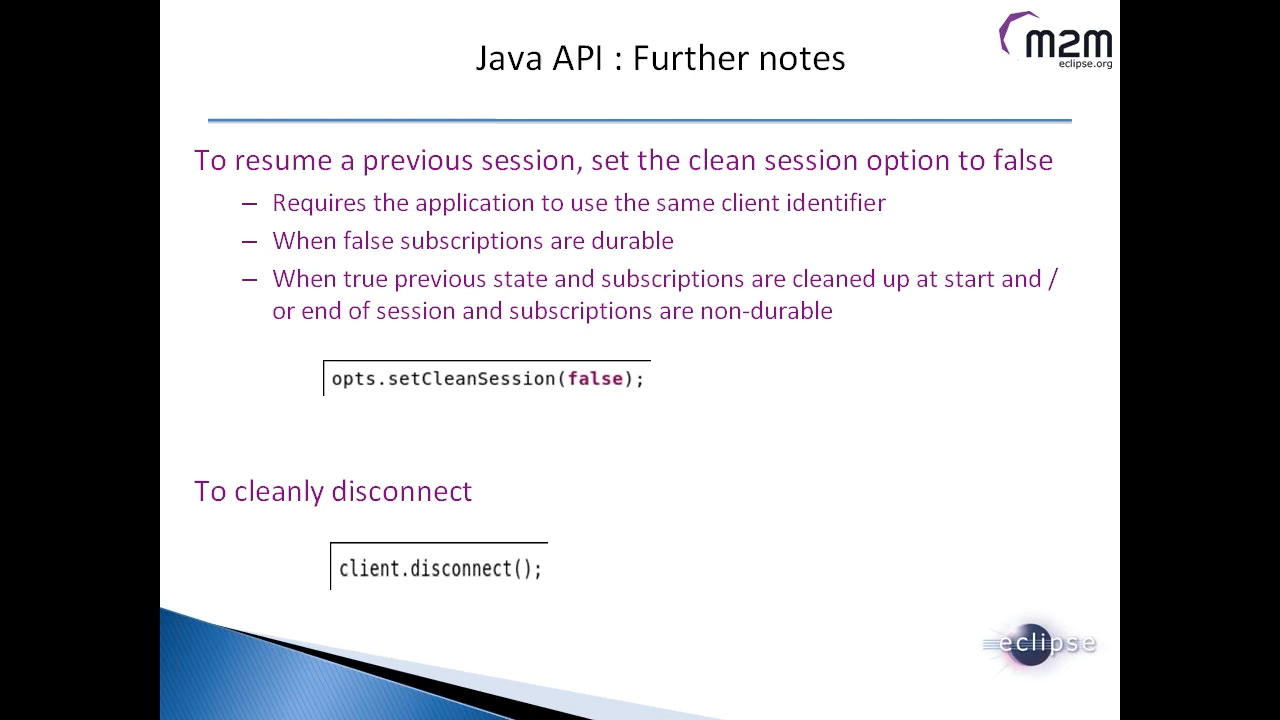 m2m
eclipse.org
Java API : Further notes
To resume a previous session, set the clean session option to false
– Requires the application to use the same client identifier
– When false subscriptions are durable
– When true previous state and subscriptions are cleaned up at start and /
or end of session and subscriptions are non-durable
opts.setCleanSession(false);
To cleanly disconnect
client.disconnect();
eclipse